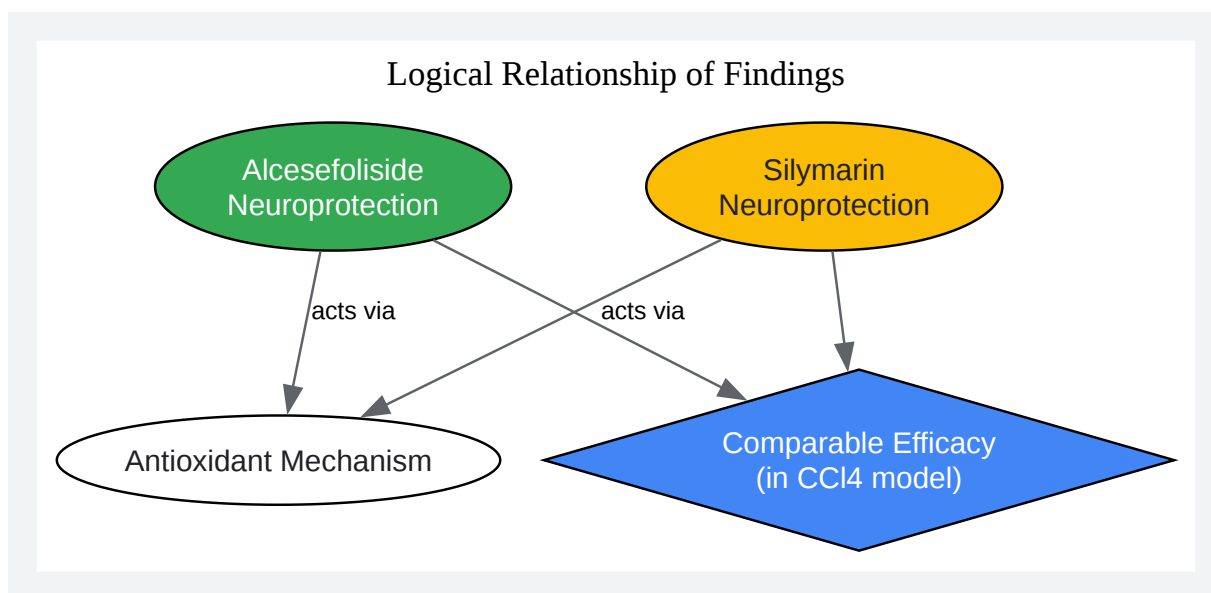 Logical Relationship of Findings
Alcesefoliside
Neuroprotection
Silymarin
Neuroprotection
acts via
acts via
Antioxidant Mechanism
Comparable Efficacy
(in CCl4 model)